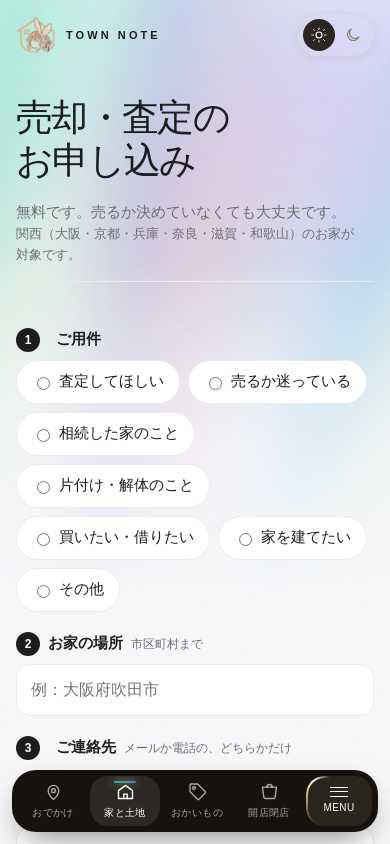 TOWN NOTE
売却・査定の
お申し込み
無料です。売るか決めていなくても大丈夫です。
関西（大阪・京都・兵庫・奈良・滋賀・和歌山）のお家が
対象です。
1 ご用件
査定してほしい 売るか迷っている
相続した家のこと
片付け・解体のこと
買いたい・借りたい 家を建てたい
その他
2 お家の場所 市区町村まで
例：大阪府吹田市
3 ご連絡先 メールか電話の、どちらかだけ
おでかけ 家と土地 おかいもの 開店閉店 MENU